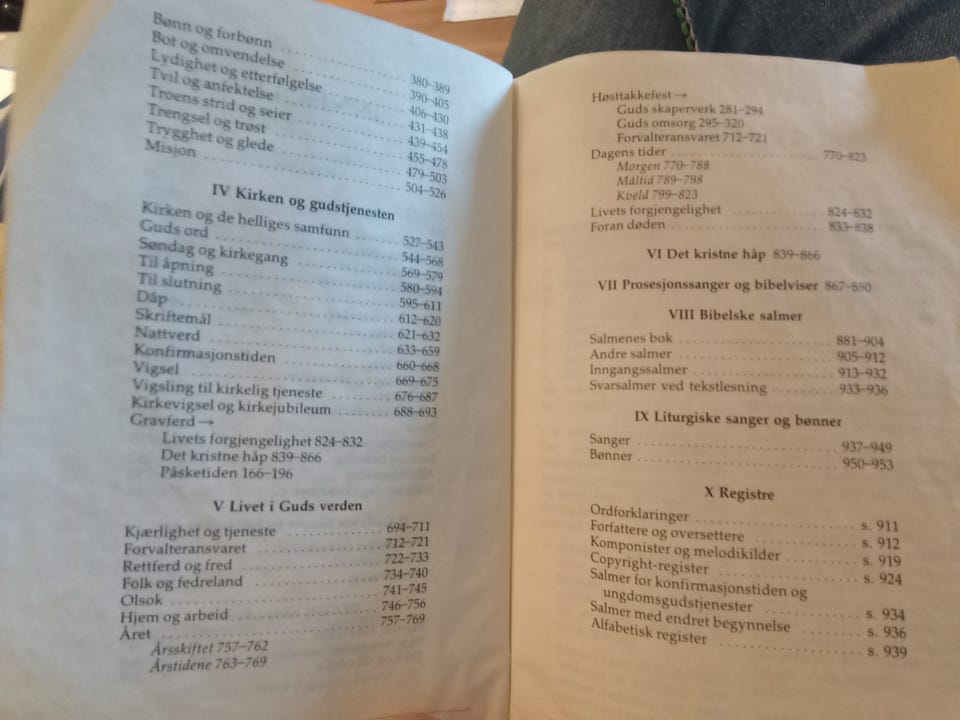 Bønn og forbønn ................ 380–389
Bot og omvendelse ................ 390–405
Lydighet og etterfølgelse ................ 406–430
Tvil og anfektelse ................ 431–438
Troens strid og seier ................ 439–454
Trengsel og trøst ................ 455–478
Trygghet og glede ................ 479–503
Misjon ................ 504–526
IV Kirken og gudstjenesten
Kirken og de helliges samfunn ....... 527–543
Guds ord ................ 544–568
Søndag og kirkegang ................ 569–579
Til åpning ................ 580–594
Til slutning ................ 595–611
Dåp ................ 612–620
Skriftemål ................ 621–632
Nattverd ................ 633–659
Konfirmasjonstiden ................ 660–668
Vigsel ................ 669–675
Vigsling til kirkelig tjeneste ........ 676–687
Kirkevigsel og kirkejubileum ........ 688–693
Gravferd →
Livets forgjengelighet 824–832
Det kristne håp 839–866
Påsketiden 166–196
V Livet i Guds verden
Kjærlighet og tjeneste ............ 694–711
Forvalteransvaret ................ 712–721
Rettferd og fred ................ 722–733
Folk og fedreland ................ 734–740
Olsok ................ 741–745
Hjem og arbeid ................ 746–756
Året ................ 757–769
Årsskiftet 757–762
Årstidene 763–769
Høsttakkefest →
Guds skaperverk 281–294
Guds omsorg 295–320
Forvalteransvaret 712–721
Dagens tider ................ 770–823
Morgen 770–788
Måltid 789–798
Kveld 799–823
Livets forgjengelighet ............ 824–832
Foran døden ................ 833–838
VI Det kristne håp 839–866
VII Prosesjonssanger og bibelviser 867–880
VIII Bibelske salmer
Salmenes bok ................ 881–904
Andre salmer ................ 905–912
Inngangssalmer ................ 913–932
Svarsalmer ved tekstlesning ........ 933–936
IX Liturgiske sanger og bønner
Sanger ................ 937–949
Bønner ................ 950–953
X Registre
Ordforklaringer ................ s. 911
Forfattere og oversettere ............ s. 912
Komponister og melodikilder ........ s. 919
Copyright-register ................ s. 924
Salmer for konfirmasjonstiden og
ungdomsgudstjenester ............ s. 934
Salmer med endret begynnelse ........ s. 936
Alfabetisk register ................ s. 939